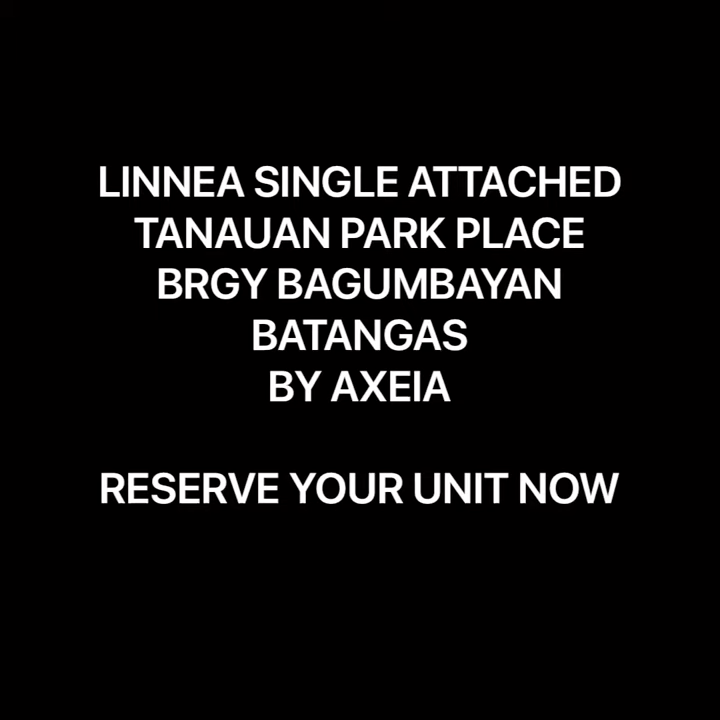 LINNEA SINGLE ATTACHED
TANAUAN PARK PLACE
BRGY BAGUMBAYAN
BATANGAS
BY AXEIA
RESERVE YOUR UNIT NOW